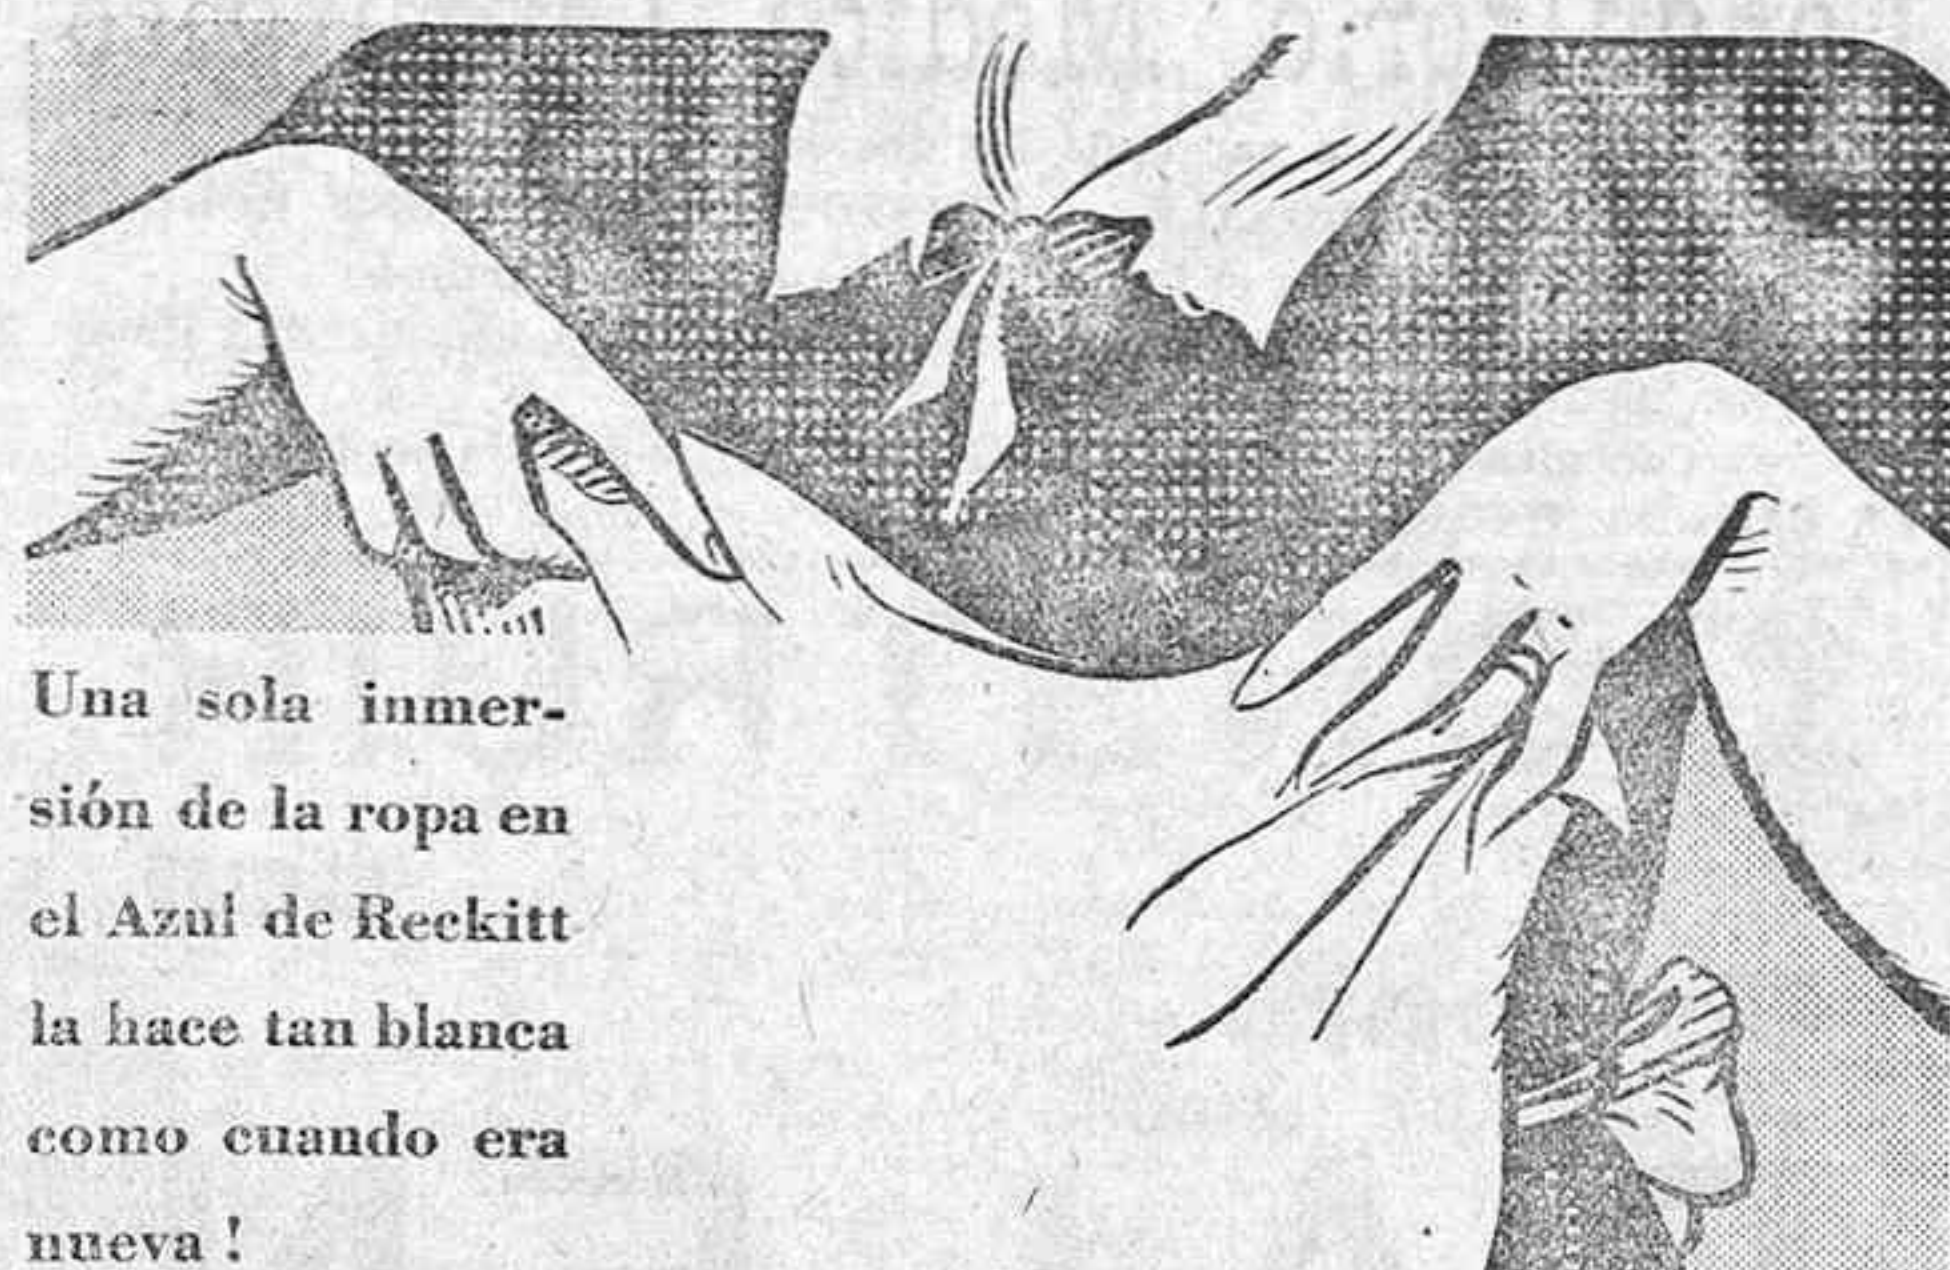 Una sola inmer-
sión de la ropa en
el Azul de Reckitt
la hace tan blanca
como cuando era
nueva !